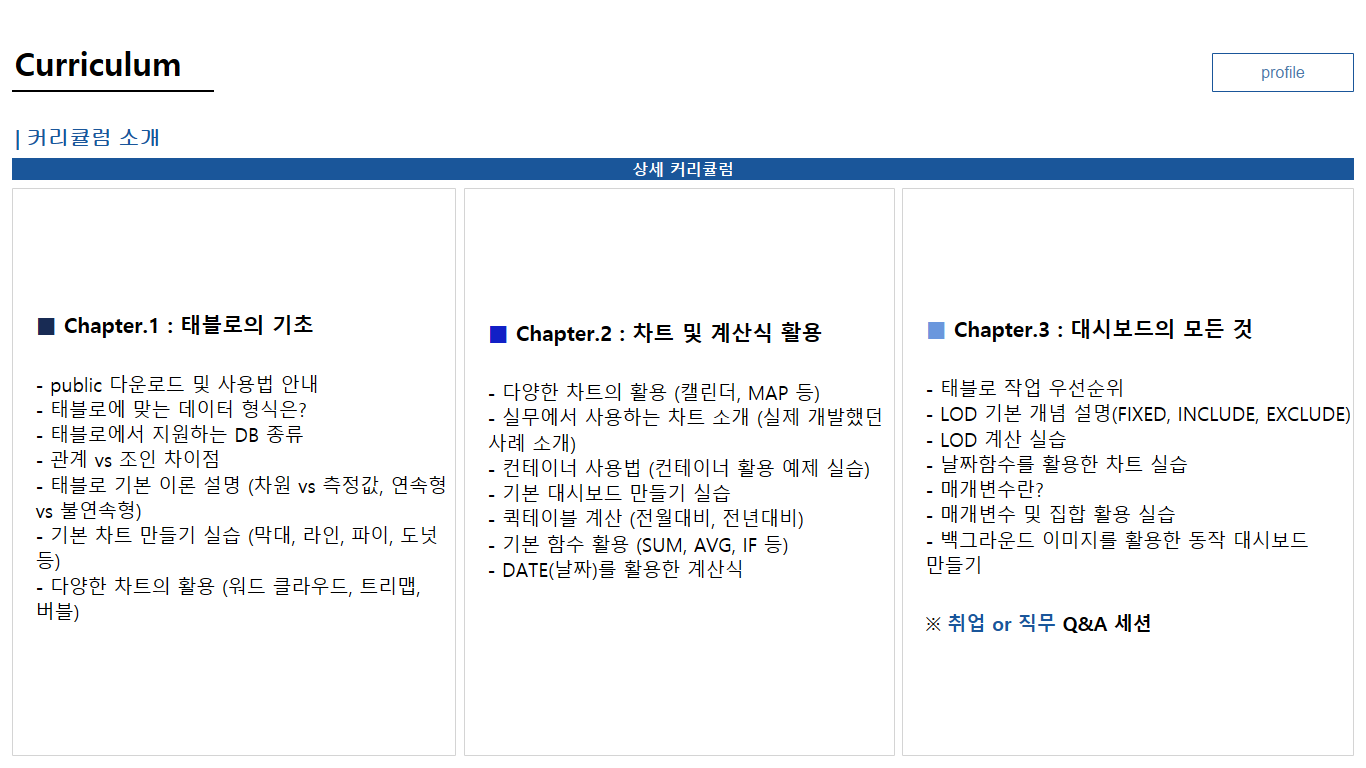 Curriculum
profile
| 커리큘럼 소개
상세 커리큘럼
■ Chapter.1 : 태블로의 기초
- public 다운로드 및 사용법 안내
- 태블로에 맞는 데이터 형식은?
- 태블로에서 지원하는 DB 종류
- 관계 vs 조인 차이점
- 태블로 기본 이론 설명 (차원 vs 측정값, 연속형
vs 불연속형)
- 기본 차트 만들기 실습 (막대, 라인, 파이, 도넛
등)
- 다양한 차트의 활용 (워드 클라우드, 트리맵,
버블)
■ Chapter.2 : 차트 및 계산식 활용
- 다양한 차트의 활용 (캘린더, MAP 등)
- 실무에서 사용하는 차트 소개 (실제 개발했던
사례 소개)
- 컨테이너 사용법 (컨테이너 활용 예제 실습)
- 기본 대시보드 만들기 실습
- 퀵테이블 계산 (전월대비, 전년대비)
- 기본 함수 활용 (SUM, AVG, IF 등)
- DATE(날짜)를 활용한 계산식
■ Chapter.3 : 대시보드의 모든 것
- 태블로 작업 우선순위
- LOD 기본 개념 설명(FIXED, INCLUDE, EXCLUDE)
- LOD 계산 실습
- 날짜함수를 활용한 차트 실습
- 매개변수란?
- 매개변수 및 집합 활용 실습
- 백그라운드 이미지를 활용한 동작 대시보드
만들기
※ 취업 or 직무 Q&A 세션